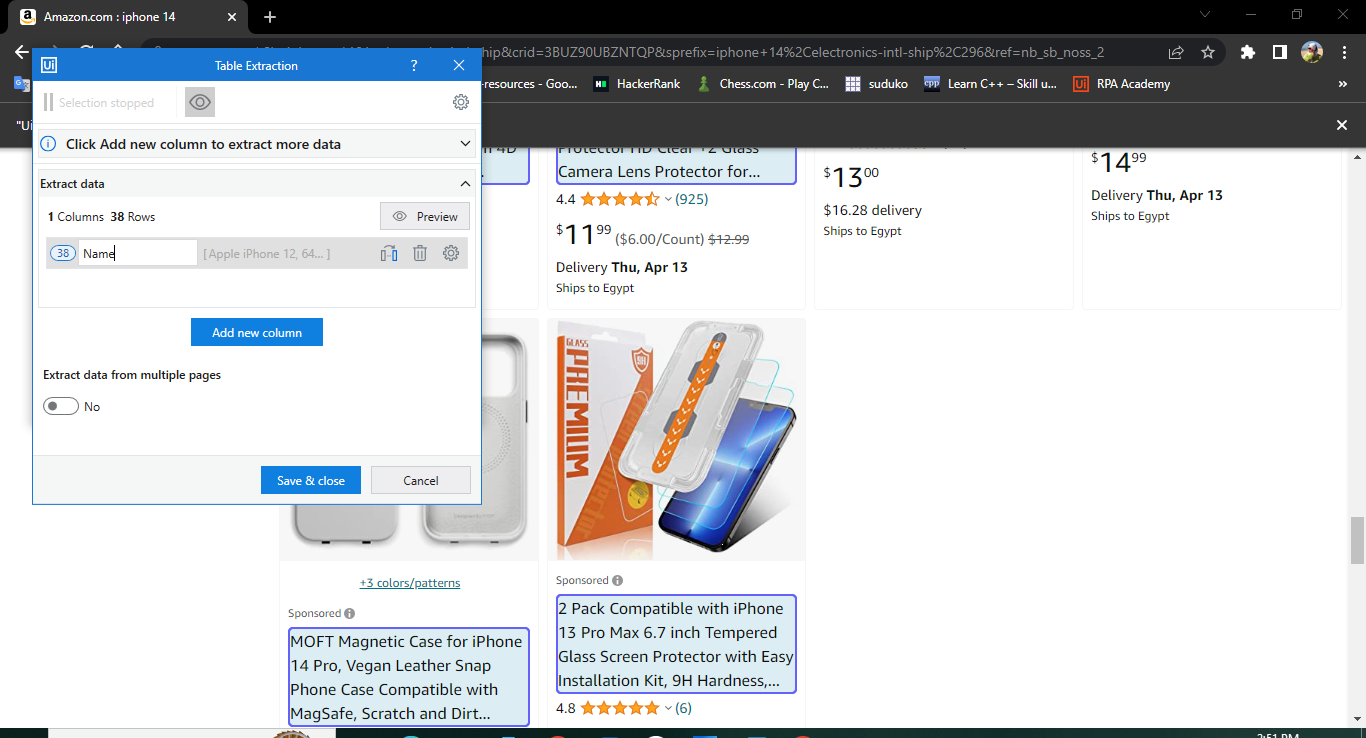 Amazon.com : iphone 14
hip&crid=3BUZ90UBZNTQP&sprefix=iphone+14%2Celectronics-intl-ship%2C296&ref=nb_sb_noss_2
-resources - Goo...
HackerRank
Chess.com - Play C...
suduko
Learn C++ – Skill u...
RPA Academy
»
"Ui
Ui Table Extraction ?
Selection stopped
Click Add new column to extract more data
Extract data
1 Columns 38 Rows
Preview
38 Name [ Apple iPhone 12, 64... ]
Add new column
Extract data from multiple pages
No
Save & close
Cancel
Protector HD Clear +2 Glass
Camera Lens Protector for...
4.4 (925)
$11.99 ($6.00/Count) $12.99
Delivery Thu, Apr 13
Ships to Egypt
$13.00
$16.28 delivery
Ships to Egypt
$14.99
Delivery Thu, Apr 13
Ships to Egypt
+3 colors/patterns
Sponsored
MOFT Magnetic Case for iPhone
14 Pro, Vegan Leather Snap
Phone Case Compatible with
MagSafe, Scratch and Dirt...
GLASS
PREMIUM
9H
Sponsored
2 Pack Compatible with iPhone
13 Pro Max 6.7 inch Tempered
Glass Screen Protector with Easy
Installation Kit, 9H Hardness,...
4.8 (6)